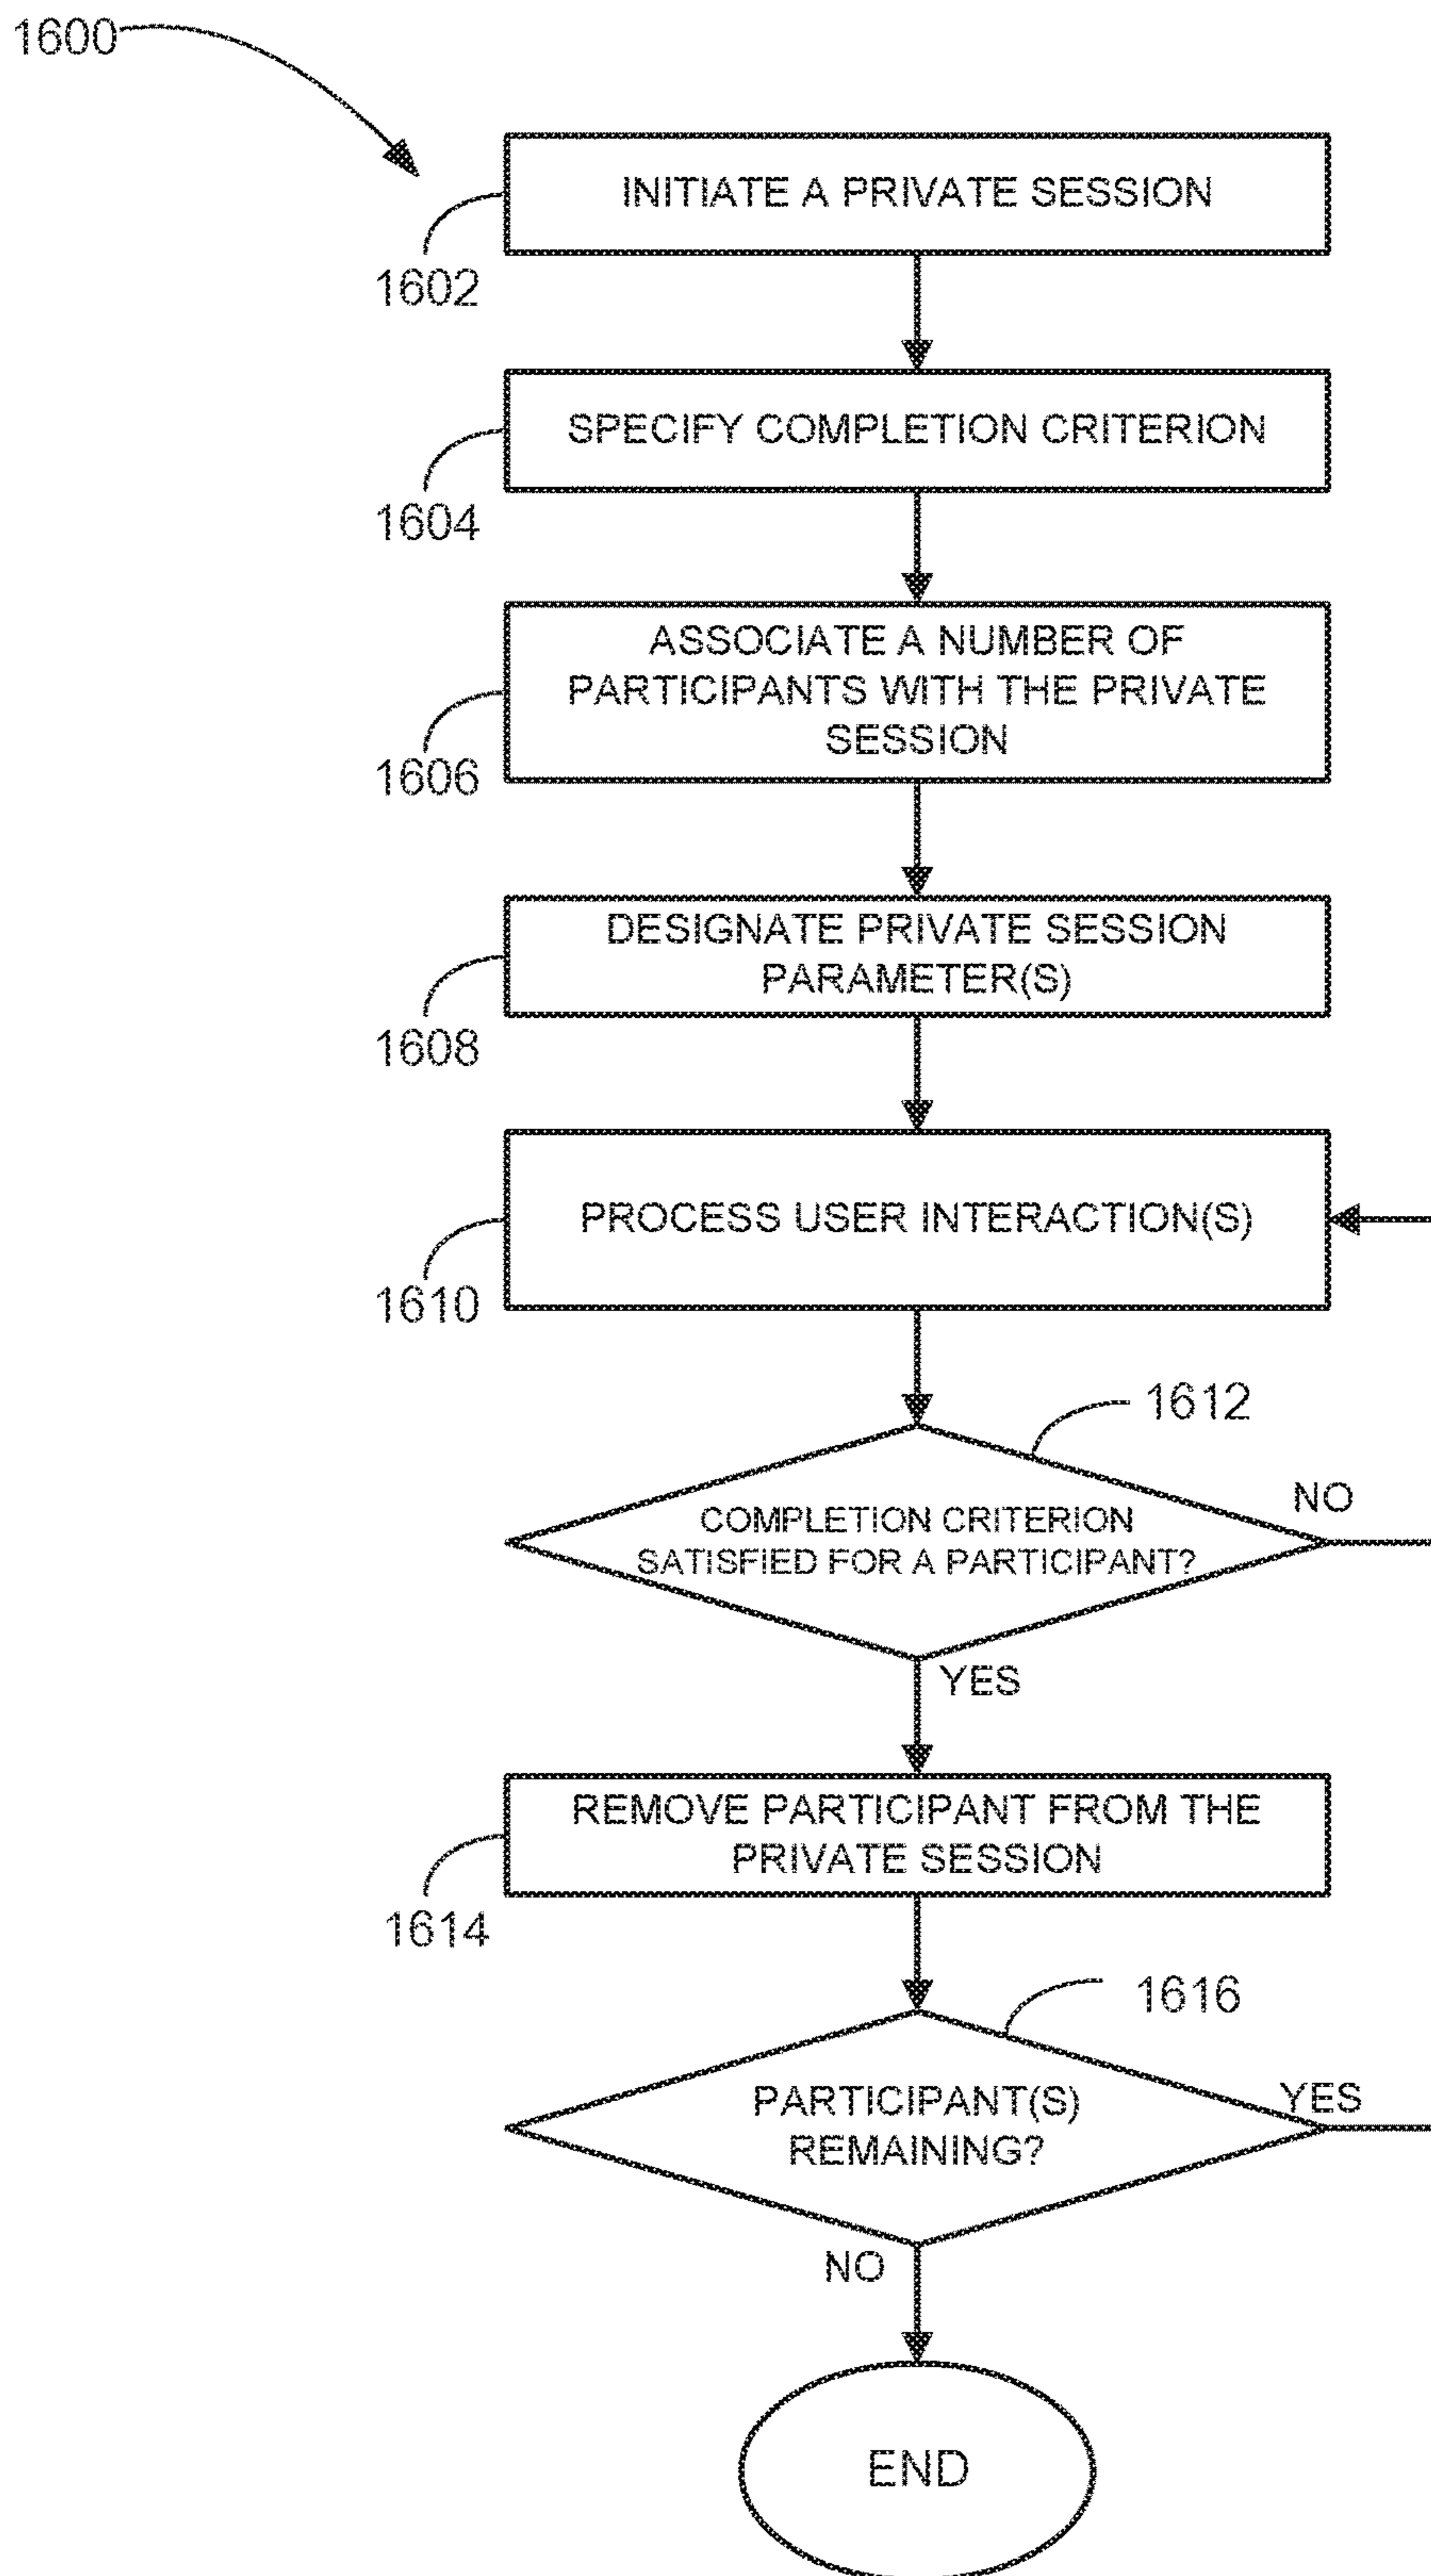 1600
INITIATE A PRIVATE SESSION
1602
SPECIFY COMPLETION CRITERION
1604
ASSOCIATE A NUMBER OF
PARTICIPANTS WITH THE PRIVATE
SESSION
1606
DESIGNATE PRIVATE SESSION
PARAMETER(S)
1608
PROCESS USER INTERACTION(S)
1610
1612
COMPLETION CRITERION
SATISFIED FOR A PARTICIPANT?
NO
YES
REMOVE PARTICIPANT FROM THE
PRIVATE SESSION
1614
1616
PARTICIPANT(S)
REMAINING?
YES
NO
END